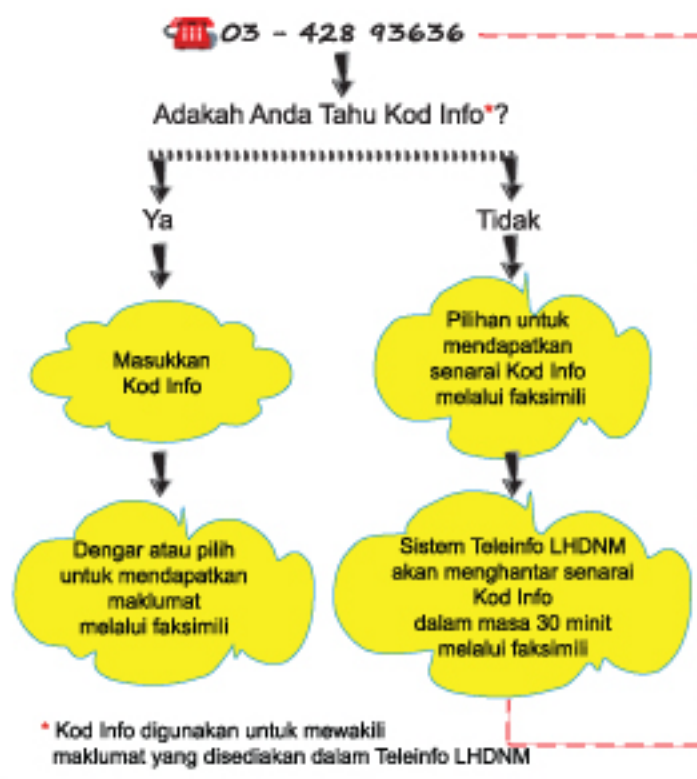 03 - 428 93636
Adakah Anda Tahu Kod Info*?
Ya
Tidak
Masukkan
Kod Info
Pilihan untuk
mendapatkan
senarai Kod Info
melalui faksimili
Dengar atau pilih
untuk mendapatkan
maklumat
melalui faksimili
Sistem Teleinfo LHDNM
akan menghantar senarai
Kod Info
dalam masa 30 minit
melalui faksimili
* Kod Info digunakan untuk mewakili
maklumat yang disediakan dalam Teleinfo LHDNM